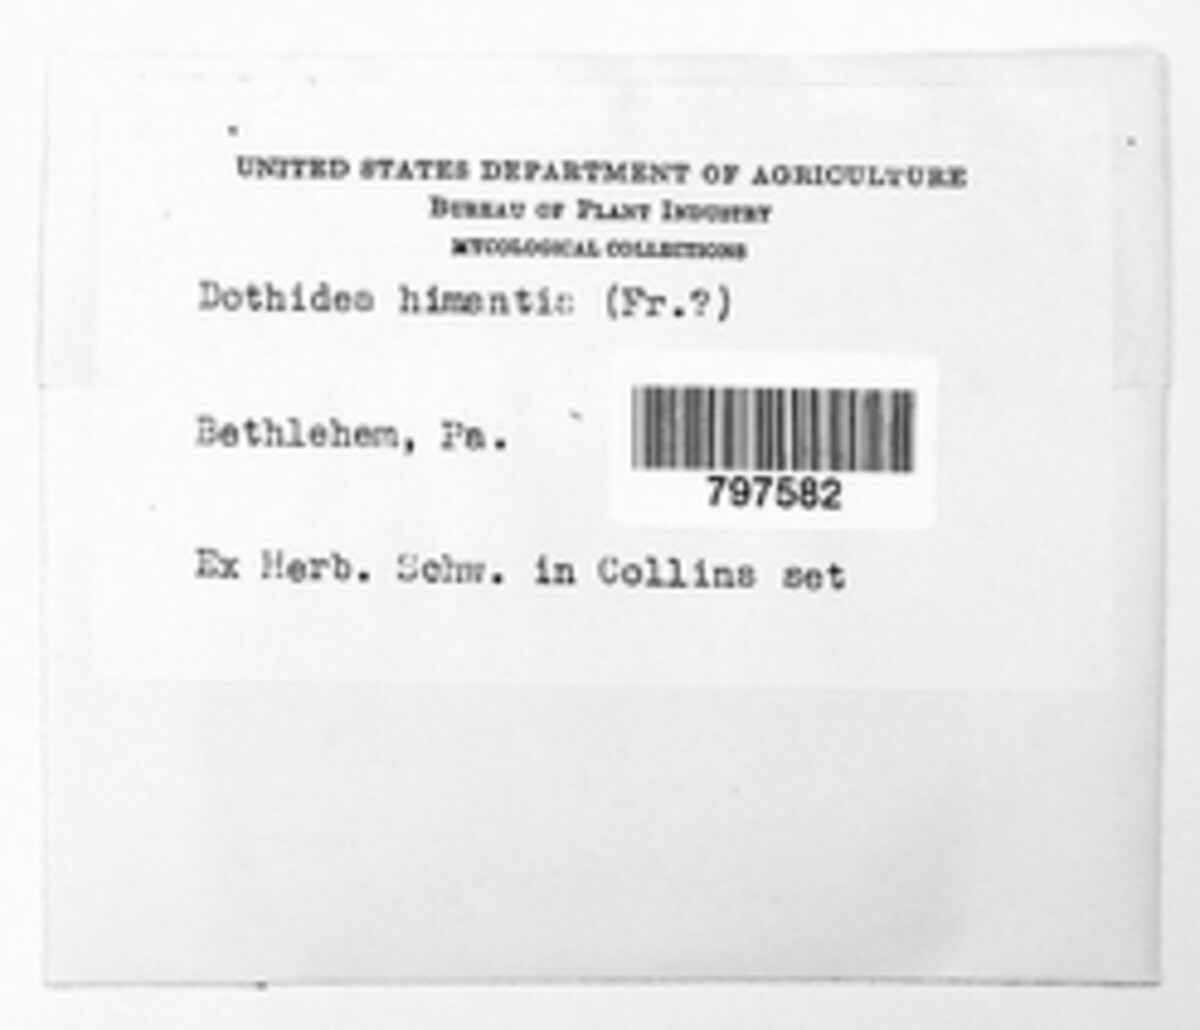 UNITED STATES DEPARTMENT OF AGRICULTURE
BUREAU OF PLANT INDUSTRY
MYCOLOGICAL COLLECTIONS
Dothidea himantia (Fr.?)
Bethlehem, Pa.
797582
Ex Herb. Schw. in Collins set